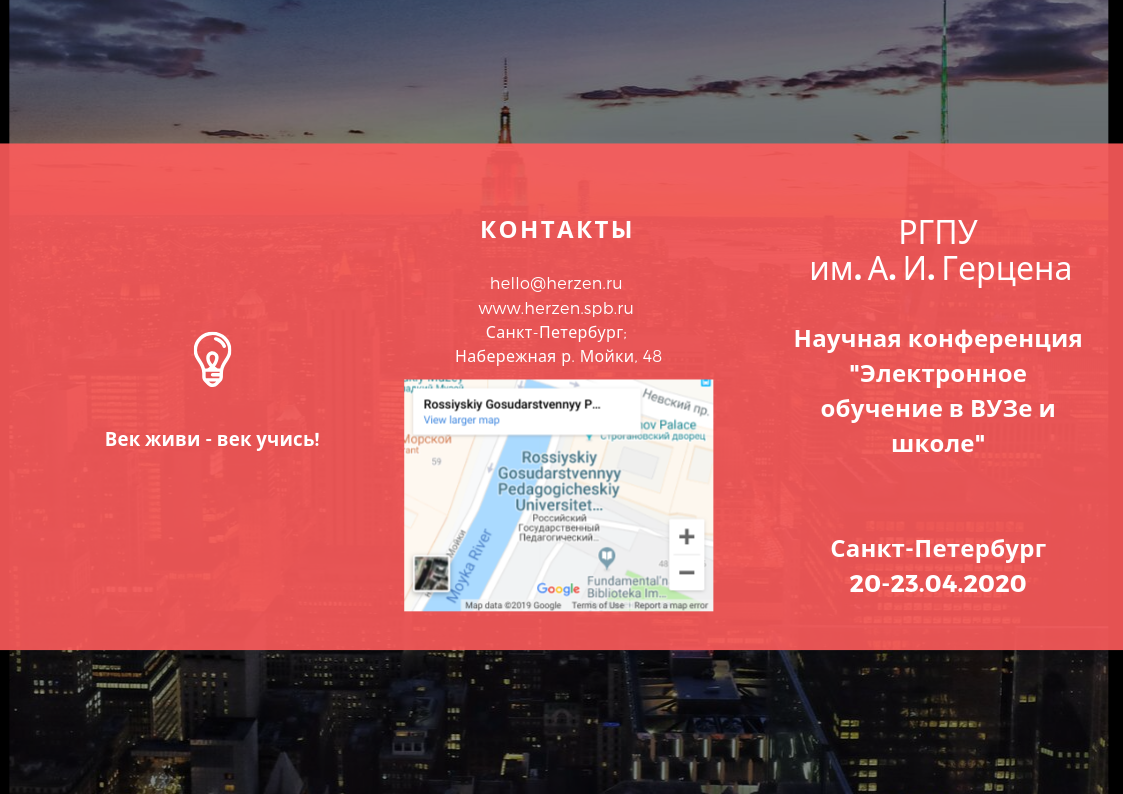 Век живи - век учись!
КОНТАКТЫ
hello@herzen.ru
www.herzen.spb.ru
Санкт-Петербург;
Набережная р. Мойки, 48
Rossiyskiy Gosudarstvennyy P...
View larger map
Невский пр.
ov Palace
Строгановский дворец
Морской
59
Rossiyskiy
Gosudarstvennyy
Pedagogicheskiy
Universitet...
Российский
Государственный
Педагогический...
Мойки
Moyka River
48
Google
Fundamental'n
Biblioteka Im...
Map data ©2019 Google Terms of Use Report a map error
РГПУ
им. А. И. Герцена
Научная конференция
"Электронное
обучение в ВУЗе и
школе"
Санкт-Петербург
20-23.04.2020